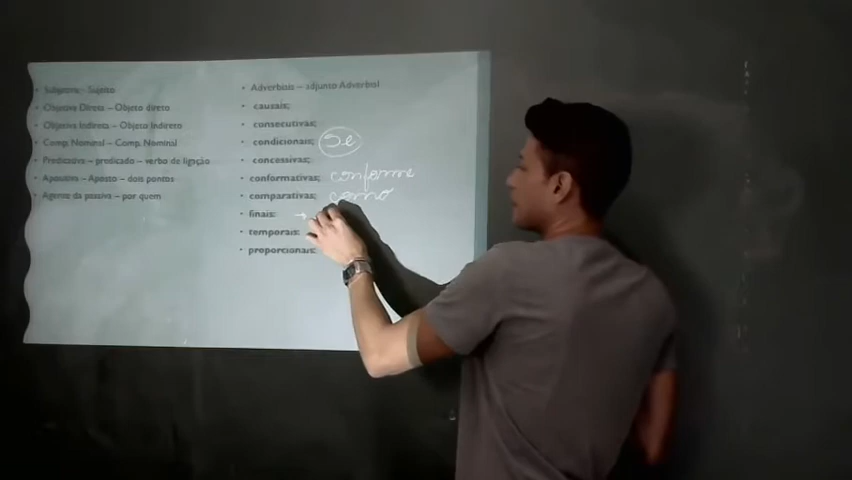 • Subjetiva – Sujeito
• Objetiva Direta – Objeto direto
• Objetiva Indireta – Objeto Indireto
• Comp. Nominal – Comp. Nominal
• Predicativa – predicado – verbo de ligação
• Apositiva – Aposto – dois pontos
• Agente da passiva – por quem
• Adverbiais – adjunto Adverbial
• causais;
• consecutivas;
• condicionais; Se
• concessivas;
• conformativas; conforme
• comparativas; como
• finais:
• temporais:
• proporcionais: